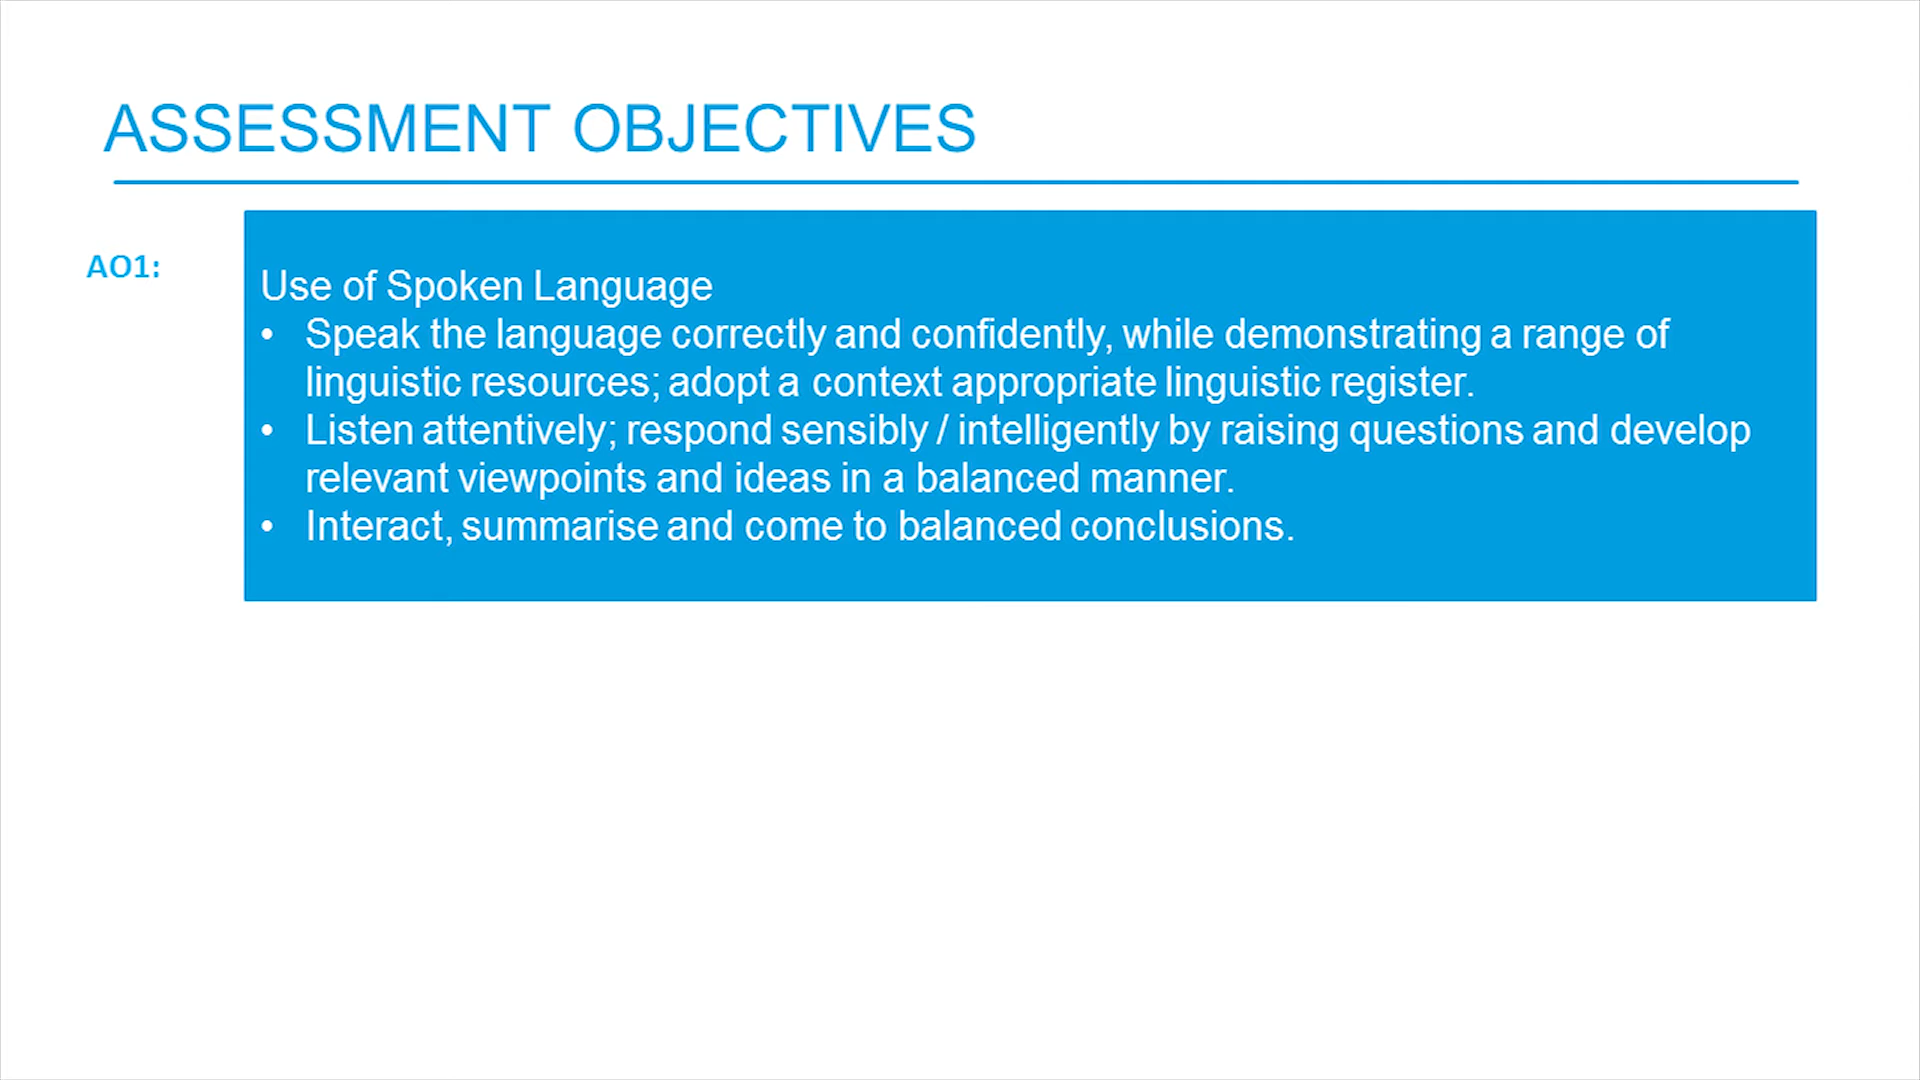 ASSESSMENT OBJECTIVES
AO1:
Use of Spoken Language
• Speak the language correctly and confidently, while demonstrating a range of
linguistic resources; adopt a context appropriate linguistic register.
• Listen attentively; respond sensibly / intelligently by raising questions and develop
relevant viewpoints and ideas in a balanced manner.
• Interact, summarise and come to balanced conclusions.